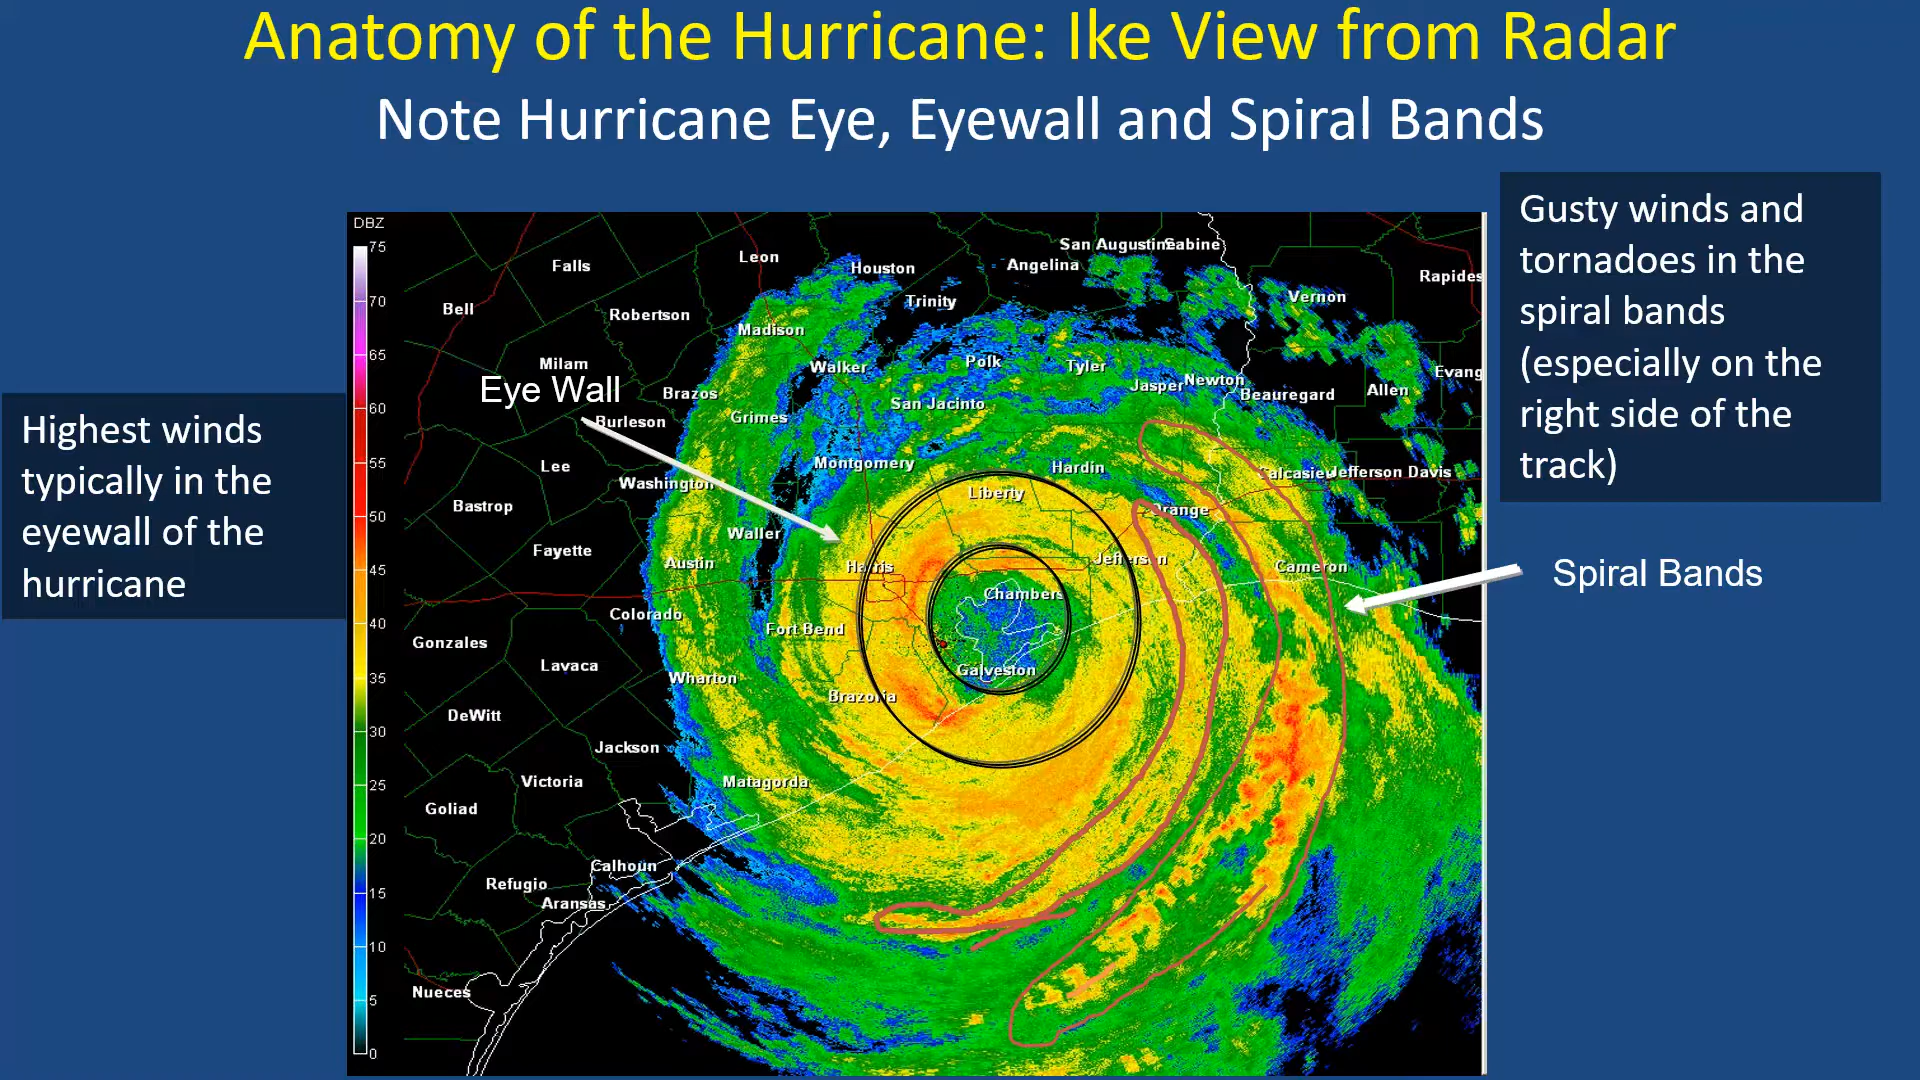 Anatomy of the Hurricane: Ike View from Radar
Note Hurricane Eye, Eyewall and Spiral Bands
Highest winds
typically in the
eyewall of the
hurricane
Gusty winds and
tornadoes in the
spiral bands
(especially on the
right side of the
track)
Eye Wall
Spiral Bands
DBZ
75
70
65
60
55
50
45
40
35
30
25
20
15
10
5
0
San Augustine
Sabine
Leon
Houston
Angelina
Falls
Rapides
Trinity
Vernon
Bell
Robertson
Madison
Milam
Walker
Polk
Tyler
Evang
Jasper
Newton
Brazos
San Jacinto
Beauregard
Allen
Burleson
Grimes
Lee
Montgomery
Hardin
Calcasieu
Jefferson Davis
Washington
Liberty
Bastrop
Orange
Waller
Fayette
Austin
Harris
Jefferson
Cameron
Chambers
Colorado
Fort Bend
Gonzales
Lavaca
Galveston
Wharton
Brazoria
DeWitt
Jackson
Victoria
Matagorda
Goliad
Calhoun
Refugio
Aransas
Nueces